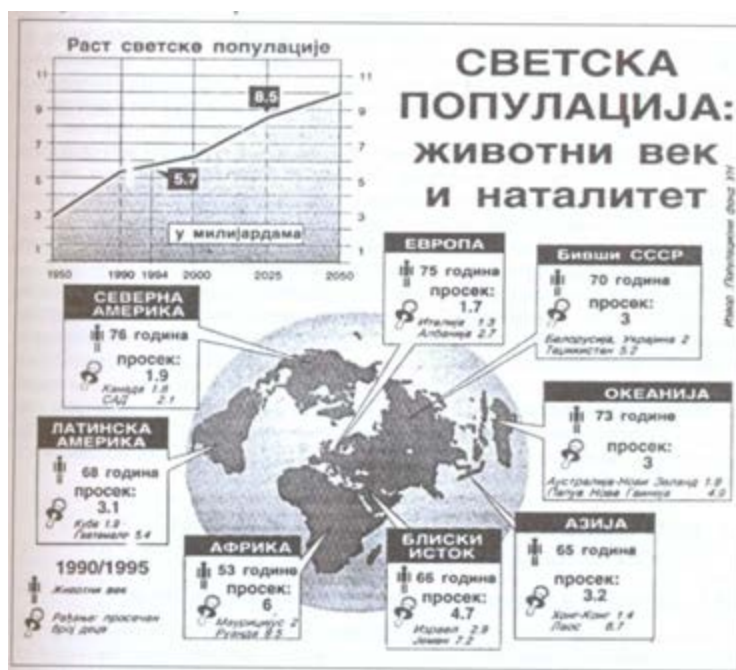 Раст светске популације
11
9
7
5
3
1
11
9
7
5
3
1
8.5
5.7
у милијардама
1950 1990 1994 2000 2025 2050
СВЕТСКА
ПОПУЛАЦИЈА:
животни век
и наталитет
Извор: Популациони фонд УН
ЕВРОПА
75 година
просек:
1.7
Италија 1.3
Албанија 2.7
Бивши СССР
70 година
просек:
3
Белорусија, Украјина 2
Таџикистан 5.2
СЕВЕРНА
АМЕРИКА
76 година
просек:
1.9
Канада 1.8
САД 2.1
ОКЕАНИЈА
73 године
просек:
3
Аустралија-Нови Зеланд 1.9
Папуа Нова Гвинеја 4.9
ЛАТИНСКА
АМЕРИКА
68 година
просек:
3.1
Куба 1.9
Гватемала 5.4
АФРИКА
53 године
просек:
6
Маурицијус 2
Руанда 8.5
БЛИСКИ
ИСТОК
66 година
просек:
4.7
Израел 2.9
Јемен 7.2
АЗИЈА
65 година
просек:
3.2
Хонг-Конг 1.4
Лаос 6.7
1990/1995
Животни век
Рађање: просечан
број деце